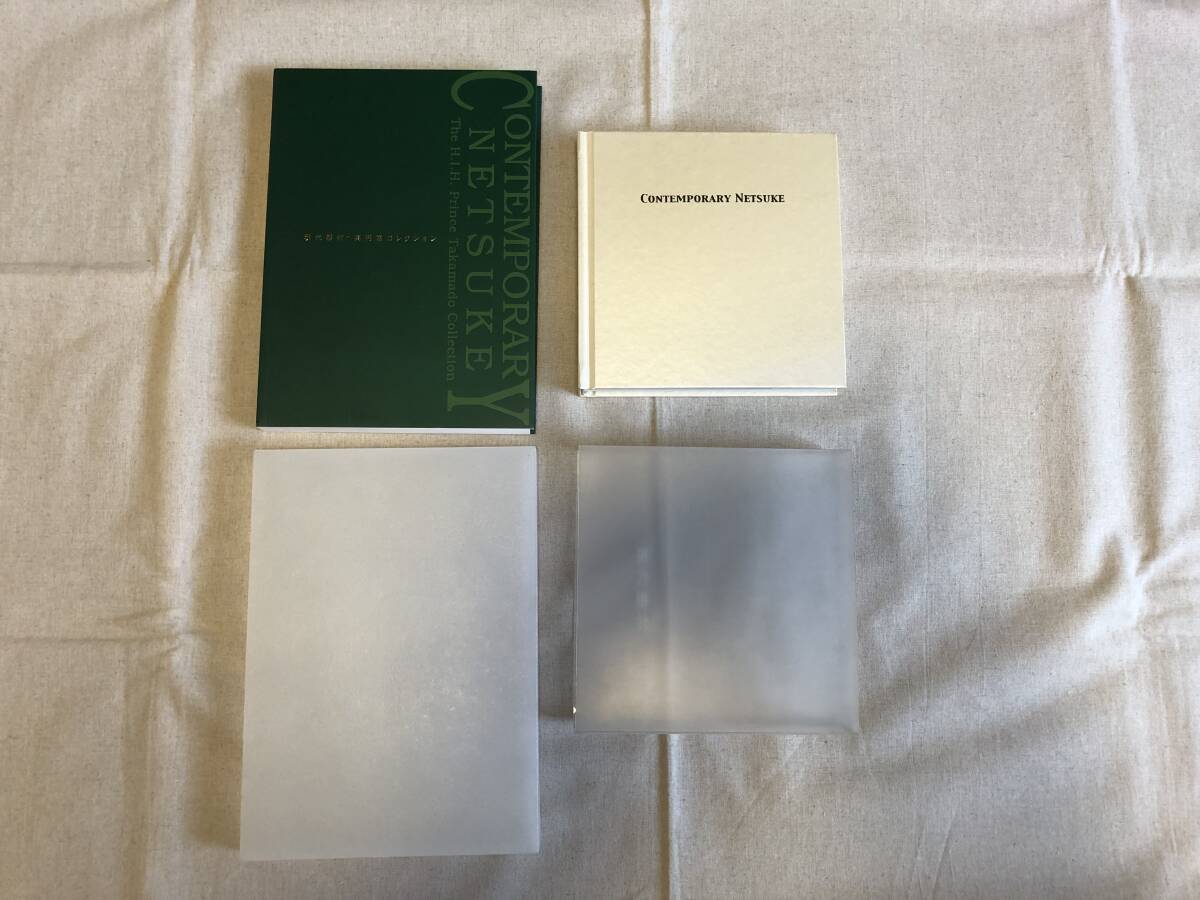 CONTEMPORARY
NETSUKE
The H.I.H. Prince Takamado Collection
現代根付・高円宮コレクション
CONTEMPORARY NETSUKE